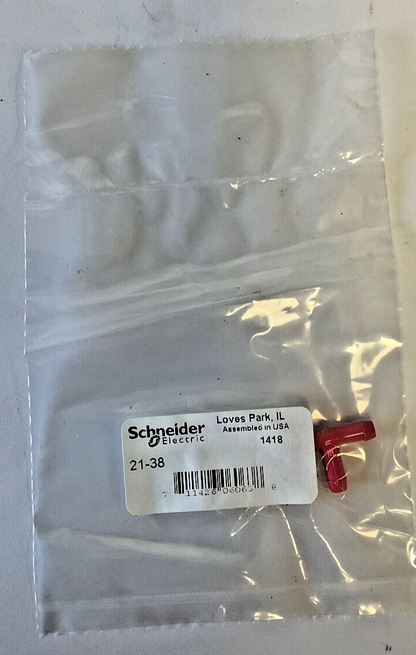 Schneider
Electric
Loves Park, IL
Assembled in USA
1418
21-38